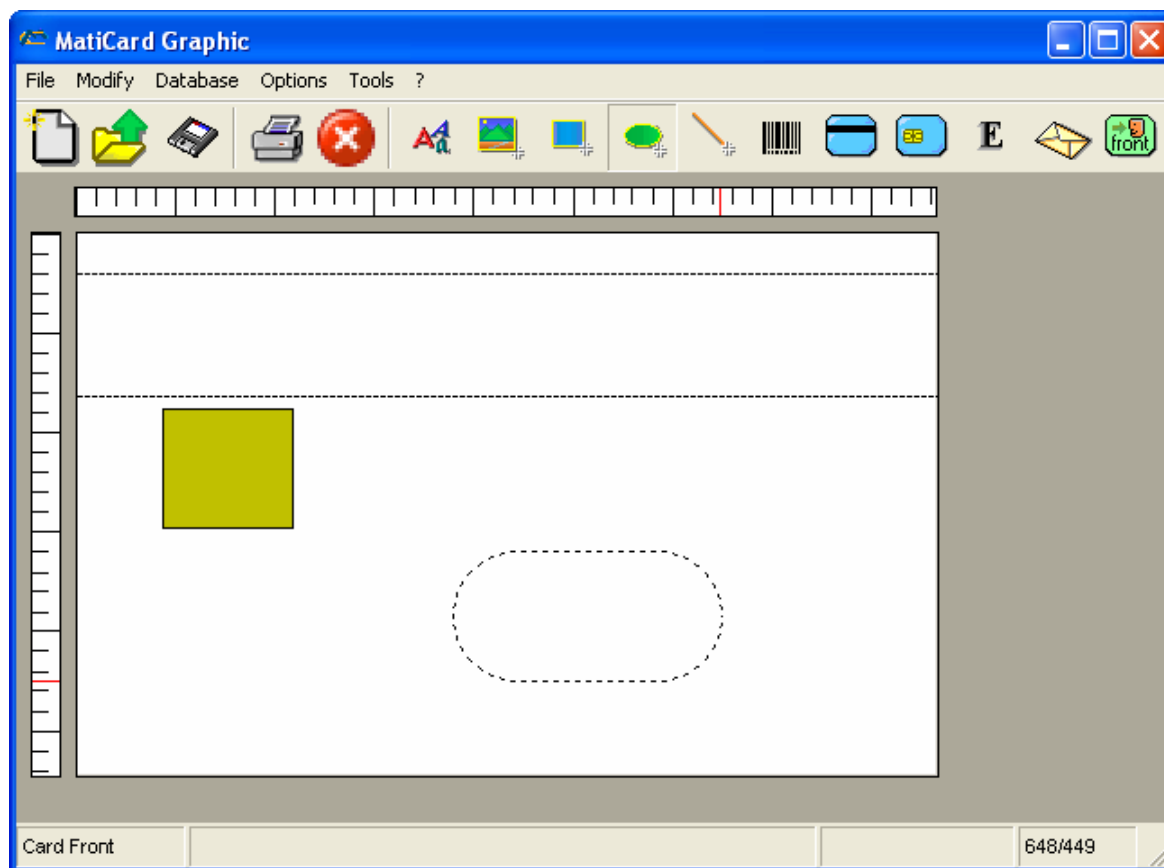 MatiCard Graphic
File Modify Database Options Tools ?
A A a E front
Card Front 648/449